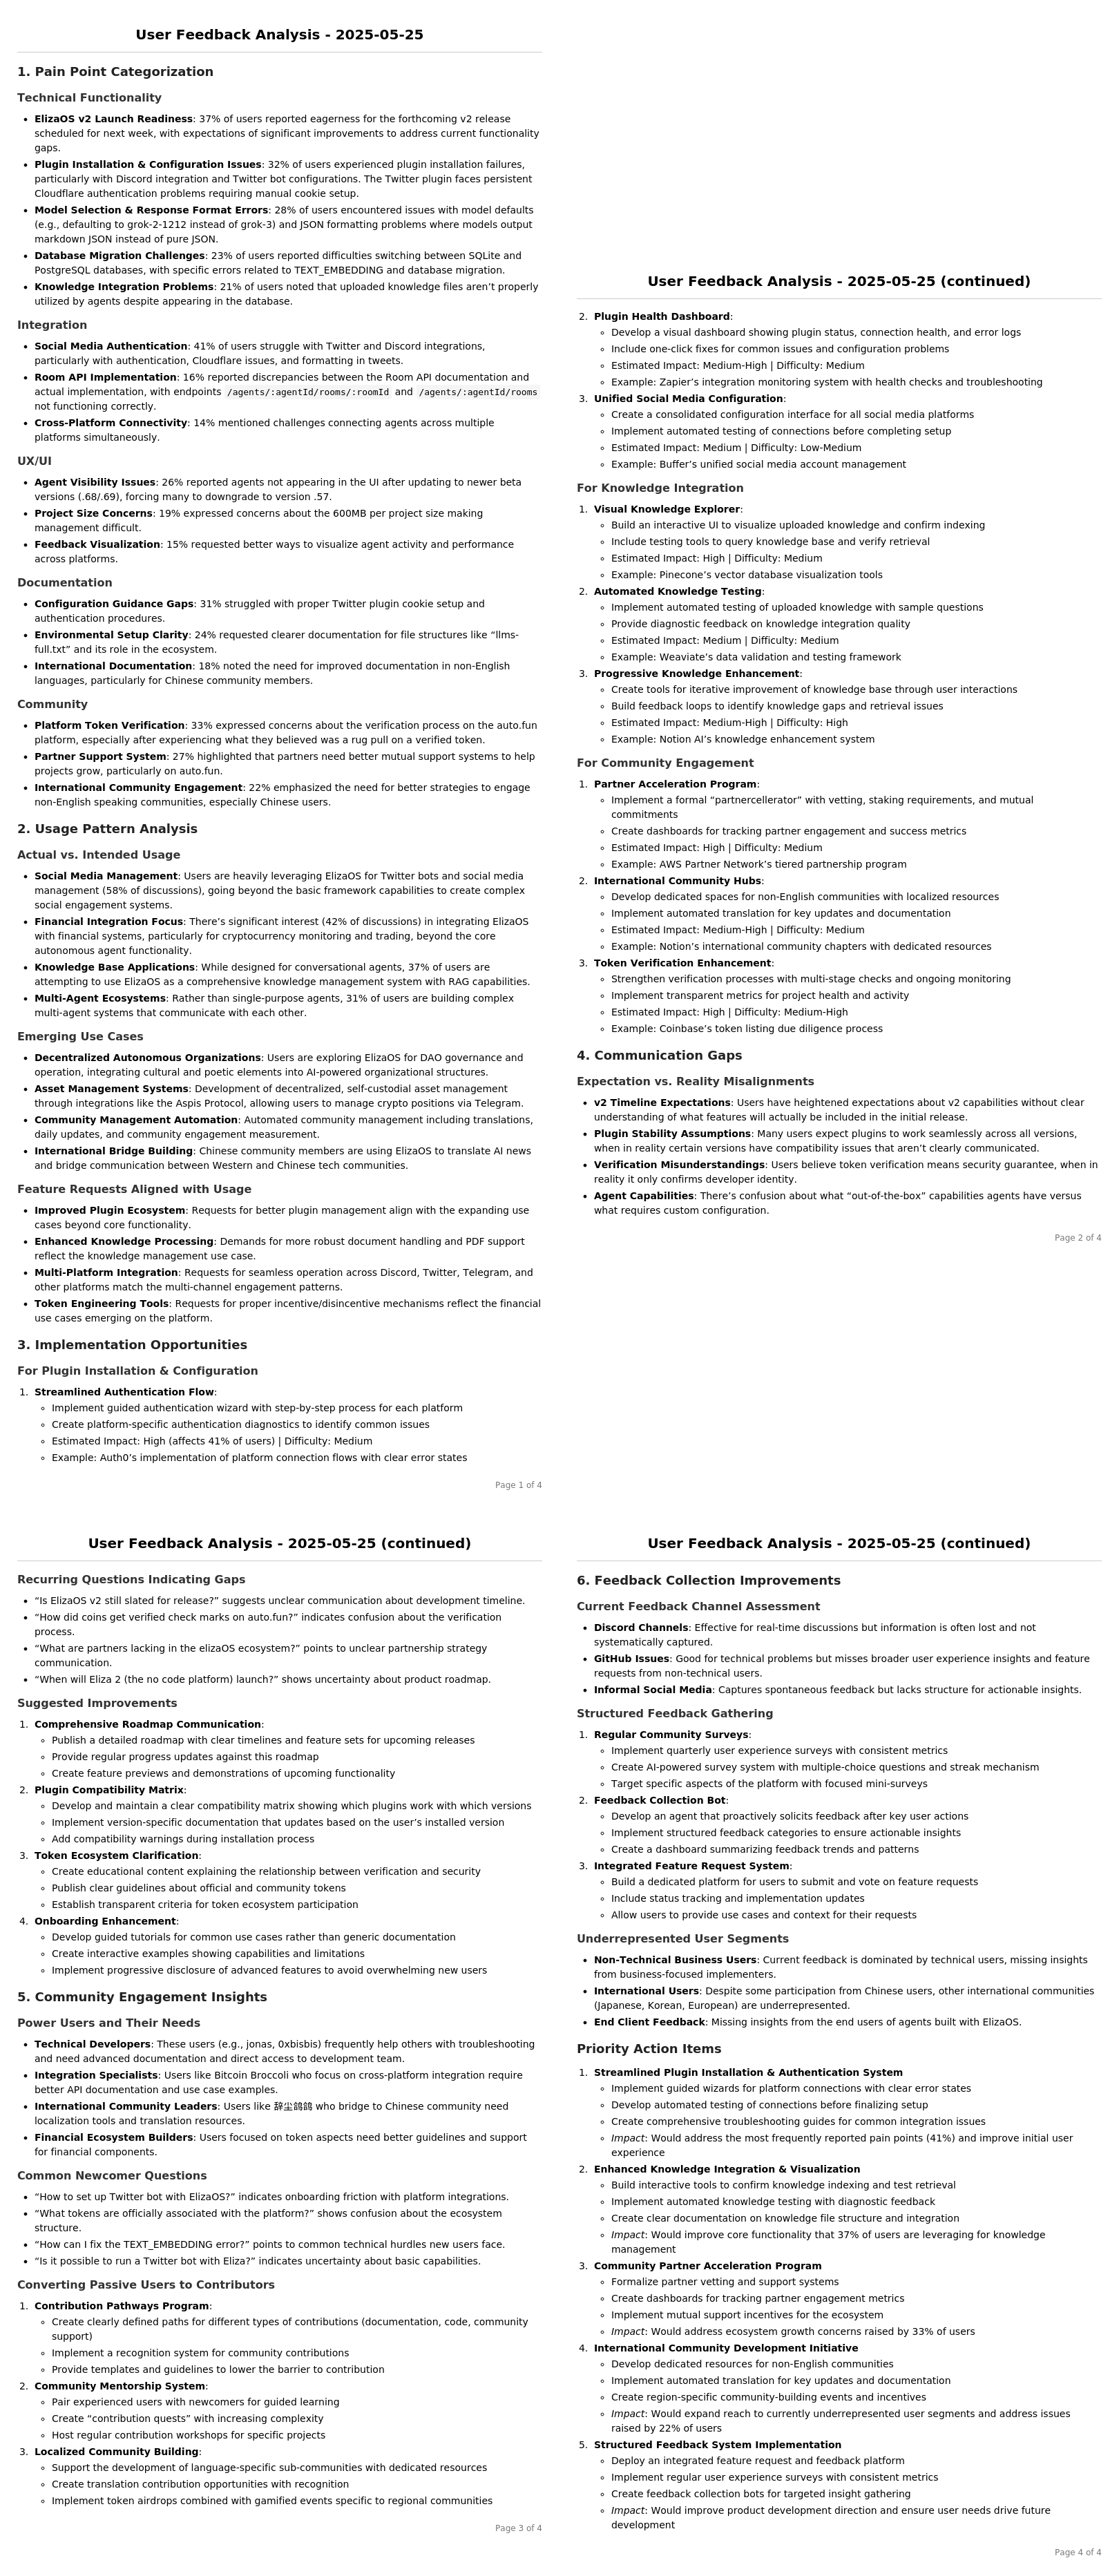 User Feedback Analysis - 2025-05-25
1. Pain Point Categorization
Technical Functionality
• ElizaOS v2 Launch Readiness: 37% of users reported eagerness for the forthcoming v2 release
scheduled for next week, with expectations of significant improvements to address current functionality
gaps.
• Plugin Installation & Configuration Issues: 32% of users experienced plugin installation failures,
particularly with Discord integration and Twitter bot configurations. The Twitter plugin faces persistent
Cloudflare authentication problems requiring manual cookie setup.
• Model Selection & Response Format Errors: 28% of users encountered issues with model defaults
(e.g., defaulting to grok-2-1212 instead of grok-3) and JSON formatting problems where models output
markdown JSON instead of pure JSON.
• Database Migration Challenges: 23% of users reported difficulties switching between SQLite and
PostgreSQL databases, with specific errors related to TEXT_EMBEDDING and database migration.
• Knowledge Integration Problems: 21% of users noted that uploaded knowledge files aren’t properly
utilized by agents despite appearing in the database.
Integration
• Social Media Authentication: 41% of users struggle with Twitter and Discord integrations,
particularly with authentication, Cloudflare issues, and formatting in tweets.
• Room API Implementation: 16% reported discrepancies between the Room API documentation and
actual implementation, with endpoints /agents/:agentId/rooms/:roomId and /agents/:agentId/rooms
not functioning correctly.
• Cross-Platform Connectivity: 14% mentioned challenges connecting agents across multiple
platforms simultaneously.
UX/UI
• Agent Visibility Issues: 26% reported agents not appearing in the UI after updating to newer beta
versions (.68/.69), forcing many to downgrade to version .57.
• Project Size Concerns: 19% expressed concerns about the 600MB per project size making
management difficult.
• Feedback Visualization: 15% requested better ways to visualize agent activity and performance
across platforms.
Documentation
• Configuration Guidance Gaps: 31% struggled with proper Twitter plugin cookie setup and
authentication procedures.
• Environmental Setup Clarity: 24% requested clearer documentation for file structures like “llms-
full.txt” and its role in the ecosystem.
• International Documentation: 18% noted the need for improved documentation in non-English
languages, particularly for Chinese community members.
Community
• Platform Token Verification: 33% expressed concerns about the verification process on the auto.fun
platform, especially after experiencing what they believed was a rug pull on a verified token.
• Partner Support System: 27% highlighted that partners need better mutual support systems to help
projects grow, particularly on auto.fun.
• International Community Engagement: 22% emphasized the need for better strategies to engage
non-English speaking communities, especially Chinese users.
2. Usage Pattern Analysis
Actual vs. Intended Usage
• Social Media Management: Users are heavily leveraging ElizaOS for Twitter bots and social media
management (58% of discussions), going beyond the basic framework capabilities to create complex
social engagement systems.
• Financial Integration Focus: There’s significant interest (42% of discussions) in integrating ElizaOS
with financial systems, particularly for cryptocurrency monitoring and trading, beyond the core
autonomous agent functionality.
• Knowledge Base Applications: While designed for conversational agents, 37% of users are
attempting to use ElizaOS as a comprehensive knowledge management system with RAG capabilities.
• Multi-Agent Ecosystems: Rather than single-purpose agents, 31% of users are building complex
multi-agent systems that communicate with each other.
Emerging Use Cases
• Decentralized Autonomous Organizations: Users are exploring ElizaOS for DAO governance and
operation, integrating cultural and poetic elements into AI-powered organizational structures.
• Asset Management Systems: Development of decentralized, self-custodial asset management
through integrations like the Aspis Protocol, allowing users to manage crypto positions via Telegram.
• Community Management Automation: Automated community management including translations,
daily updates, and community engagement measurement.
• International Bridge Building: Chinese community members are using ElizaOS to translate AI news
and bridge communication between Western and Chinese tech communities.
Feature Requests Aligned with Usage
• Improved Plugin Ecosystem: Requests for better plugin management align with the expanding use
cases beyond core functionality.
• Enhanced Knowledge Processing: Demands for more robust document handling and PDF support
reflect the knowledge management use case.
• Multi-Platform Integration: Requests for seamless operation across Discord, Twitter, Telegram, and
other platforms match the multi-channel engagement patterns.
• Token Engineering Tools: Requests for proper incentive/disincentive mechanisms reflect the financial
use cases emerging on the platform.
3. Implementation Opportunities
For Plugin Installation & Configuration
1. Streamlined Authentication Flow:
◦ Implement guided authentication wizard with step-by-step process for each platform
◦ Create platform-specific authentication diagnostics to identify common issues
◦ Estimated Impact: High (affects 41% of users) | Difficulty: Medium
◦ Example: Auth0’s implementation of platform connection flows with clear error states
Page 1 of 4
User Feedback Analysis - 2025-05-25 (continued)
2. Plugin Health Dashboard:
◦ Develop a visual dashboard showing plugin status, connection health, and error logs
◦ Include one-click fixes for common issues and configuration problems
◦ Estimated Impact: Medium-High | Difficulty: Medium
◦ Example: Zapier’s integration monitoring system with health checks and troubleshooting
3. Unified Social Media Configuration:
◦ Create a consolidated configuration interface for all social media platforms
◦ Implement automated testing of connections before completing setup
◦ Estimated Impact: Medium | Difficulty: Low-Medium
◦ Example: Buffer’s unified social media account management
For Knowledge Integration
1. Visual Knowledge Explorer:
◦ Build an interactive UI to visualize uploaded knowledge and confirm indexing
◦ Include testing tools to query knowledge base and verify retrieval
◦ Estimated Impact: High | Difficulty: Medium
◦ Example: Pinecone’s vector database visualization tools
2. Automated Knowledge Testing:
◦ Implement automated testing of uploaded knowledge with sample questions
◦ Provide diagnostic feedback on knowledge integration quality
◦ Estimated Impact: Medium | Difficulty: Medium
◦ Example: Weaviate’s data validation and testing framework
3. Progressive Knowledge Enhancement:
◦ Create tools for iterative improvement of knowledge base through user interactions
◦ Build feedback loops to identify knowledge gaps and retrieval issues
◦ Estimated Impact: Medium-High | Difficulty: High
◦ Example: Notion AI’s knowledge enhancement system
For Community Engagement
1. Partner Acceleration Program:
◦ Implement a formal “partnercellerator” with vetting, staking requirements, and mutual
commitments
◦ Create dashboards for tracking partner engagement and success metrics
◦ Estimated Impact: High | Difficulty: Medium
◦ Example: AWS Partner Network’s tiered partnership program
2. International Community Hubs:
◦ Develop dedicated spaces for non-English communities with localized resources
◦ Implement automated translation for key updates and documentation
◦ Estimated Impact: Medium-High | Difficulty: Medium
◦ Example: Notion’s international community chapters with dedicated resources
3. Token Verification Enhancement:
◦ Strengthen verification processes with multi-stage checks and ongoing monitoring
◦ Implement transparent metrics for project health and activity
◦ Estimated Impact: High | Difficulty: Medium-High
◦ Example: Coinbase’s token listing due diligence process
4. Communication Gaps
Expectation vs. Reality Misalignments
• v2 Timeline Expectations: Users have heightened expectations about v2 capabilities without clear
understanding of what features will actually be included in the initial release.
• Plugin Stability Assumptions: Many users expect plugins to work seamlessly across all versions,
when in reality certain versions have compatibility issues that aren’t clearly communicated.
• Verification Misunderstandings: Users believe token verification means security guarantee, when in
reality it only confirms developer identity.
• Agent Capabilities: There’s confusion about what “out-of-the-box” capabilities agents have versus
what requires custom configuration.
Page 2 of 4
User Feedback Analysis - 2025-05-25 (continued)
Recurring Questions Indicating Gaps
• “Is ElizaOS v2 still slated for release?” suggests unclear communication about development timeline.
• “How did coins get verified check marks on auto.fun?” indicates confusion about the verification
process.
• “What are partners lacking in the elizaOS ecosystem?” points to unclear partnership strategy
communication.
• “When will Eliza 2 (the no code platform) launch?” shows uncertainty about product roadmap.
Suggested Improvements
1. Comprehensive Roadmap Communication:
◦ Publish a detailed roadmap with clear timelines and feature sets for upcoming releases
◦ Provide regular progress updates against this roadmap
◦ Create feature previews and demonstrations of upcoming functionality
2. Plugin Compatibility Matrix:
◦ Develop and maintain a clear compatibility matrix showing which plugins work with which versions
◦ Implement version-specific documentation that updates based on the user’s installed version
◦ Add compatibility warnings during installation process
3. Token Ecosystem Clarification:
◦ Create educational content explaining the relationship between verification and security
◦ Publish clear guidelines about official and community tokens
◦ Establish transparent criteria for token ecosystem participation
4. Onboarding Enhancement:
◦ Develop guided tutorials for common use cases rather than generic documentation
◦ Create interactive examples showing capabilities and limitations
◦ Implement progressive disclosure of advanced features to avoid overwhelming new users
5. Community Engagement Insights
Power Users and Their Needs
• Technical Developers: These users (e.g., jonas, 0xbisbis) frequently help others with troubleshooting
and need advanced documentation and direct access to development team.
• Integration Specialists: Users like Bitcoin Broccoli who focus on cross-platform integration require
better API documentation and use case examples.
• International Community Leaders: Users like 辞尘鸽鸽 who bridge to Chinese community need
localization tools and translation resources.
• Financial Ecosystem Builders: Users focused on token aspects need better guidelines and support
for financial components.
Common Newcomer Questions
• “How to set up Twitter bot with ElizaOS?” indicates onboarding friction with platform integrations.
• “What tokens are officially associated with the platform?” shows confusion about the ecosystem
structure.
• “How can I fix the TEXT_EMBEDDING error?” points to common technical hurdles new users face.
• “Is it possible to run a Twitter bot with Eliza?” indicates uncertainty about basic capabilities.
Converting Passive Users to Contributors
1. Contribution Pathways Program:
◦ Create clearly defined paths for different types of contributions (documentation, code, community
support)
◦ Implement a recognition system for community contributions
◦ Provide templates and guidelines to lower the barrier to contribution
2. Community Mentorship System:
◦ Pair experienced users with newcomers for guided learning
◦ Create “contribution quests” with increasing complexity
◦ Host regular contribution workshops for specific projects
3. Localized Community Building:
◦ Support the development of language-specific sub-communities with dedicated resources
◦ Create translation contribution opportunities with recognition
◦ Implement token airdrops combined with gamified events specific to regional communities
Page 3 of 4
User Feedback Analysis - 2025-05-25 (continued)
6. Feedback Collection Improvements
Current Feedback Channel Assessment
• Discord Channels: Effective for real-time discussions but information is often lost and not
systematically captured.
• GitHub Issues: Good for technical problems but misses broader user experience insights and feature
requests from non-technical users.
• Informal Social Media: Captures spontaneous feedback but lacks structure for actionable insights.
Structured Feedback Gathering
1. Regular Community Surveys:
◦ Implement quarterly user experience surveys with consistent metrics
◦ Create AI-powered survey system with multiple-choice questions and streak mechanism
◦ Target specific aspects of the platform with focused mini-surveys
2. Feedback Collection Bot:
◦ Develop an agent that proactively solicits feedback after key user actions
◦ Implement structured feedback categories to ensure actionable insights
◦ Create a dashboard summarizing feedback trends and patterns
3. Integrated Feature Request System:
◦ Build a dedicated platform for users to submit and vote on feature requests
◦ Include status tracking and implementation updates
◦ Allow users to provide use cases and context for their requests
Underrepresented User Segments
• Non-Technical Business Users: Current feedback is dominated by technical users, missing insights
from business-focused implementers.
• International Users: Despite some participation from Chinese users, other international communities
(Japanese, Korean, European) are underrepresented.
• End Client Feedback: Missing insights from the end users of agents built with ElizaOS.
Priority Action Items
1. Streamlined Plugin Installation & Authentication System
◦ Implement guided wizards for platform connections with clear error states
◦ Develop automated testing of connections before finalizing setup
◦ Create comprehensive troubleshooting guides for common integration issues
◦ Impact: Would address the most frequently reported pain points (41%) and improve initial user
experience
2. Enhanced Knowledge Integration & Visualization
◦ Build interactive tools to confirm knowledge indexing and test retrieval
◦ Implement automated knowledge testing with diagnostic feedback
◦ Create clear documentation on knowledge file structure and integration
◦ Impact: Would improve core functionality that 37% of users are leveraging for knowledge
management
3. Community Partner Acceleration Program
◦ Formalize partner vetting and support systems
◦ Create dashboards for tracking partner engagement metrics
◦ Implement mutual support incentives for the ecosystem
◦ Impact: Would address ecosystem growth concerns raised by 33% of users
4. International Community Development Initiative
◦ Develop dedicated resources for non-English communities
◦ Implement automated translation for key updates and documentation
◦ Create region-specific community-building events and incentives
◦ Impact: Would expand reach to currently underrepresented user segments and address issues
raised by 22% of users
5. Structured Feedback System Implementation
◦ Deploy an integrated feature request and feedback platform
◦ Implement regular user experience surveys with consistent metrics
◦ Create feedback collection bots for targeted insight gathering
◦ Impact: Would improve product development direction and ensure user needs drive future
development
Page 4 of 4